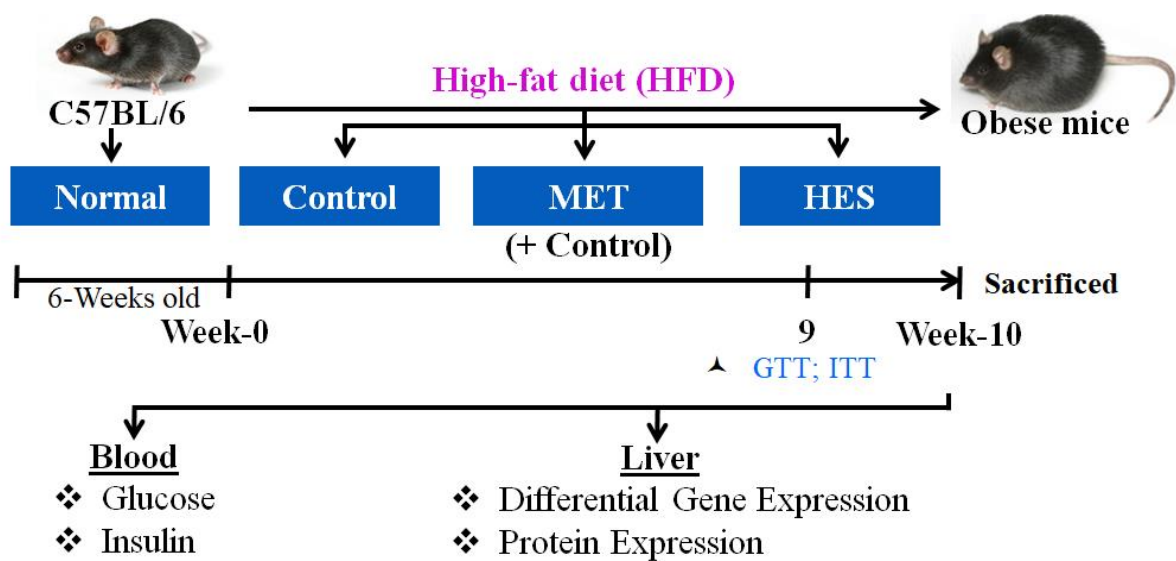 High-fat diet (HFD)
C57BL/6
Obese mice
Normal
Control
MET
HES
(+ Control)
6-Weeks old
Sacrificed
Week-0
9
Week-10
GTT; ITT
Blood
❖ Glucose
❖ Insulin
Liver
❖ Differential Gene Expression
❖ Protein Expression